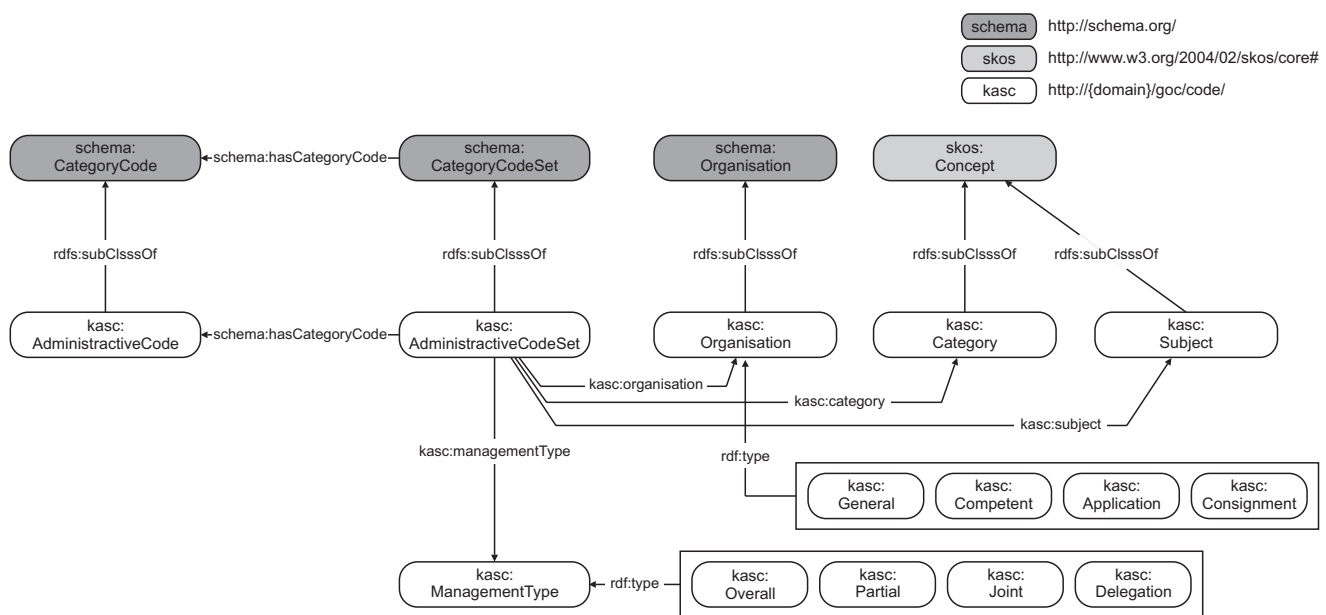 schema http://schema.org/
skos http://www.w3.org/2004/02/skos/core#
kasc http://{domain}/goc/code/
schema:
CategoryCode
schema:hasCategoryCode
schema:
CategoryCodeSet
schema:
Organisation
skos:
Concept
rdfs:subClsssOf
rdfs:subClsssOf
rdfs:subClsssOf
rdfs:subClsssOf
rdfs:subClsssOf
kasc:
AdministractiveCode
schema:hasCategoryCode
kasc:
AdministractiveCodeSet
kasc:
Organisation
kasc:
Category
kasc:
Subject
kasc:organisation
kasc:category
kasc:subject
kasc:managementType
rdf:type
kasc:
General
kasc:
Competent
kasc:
Application
kasc:
Consignment
kasc:
ManagementType
rdf:type
kasc:
Overall
kasc:
Partial
kasc:
Joint
kasc:
Delegation